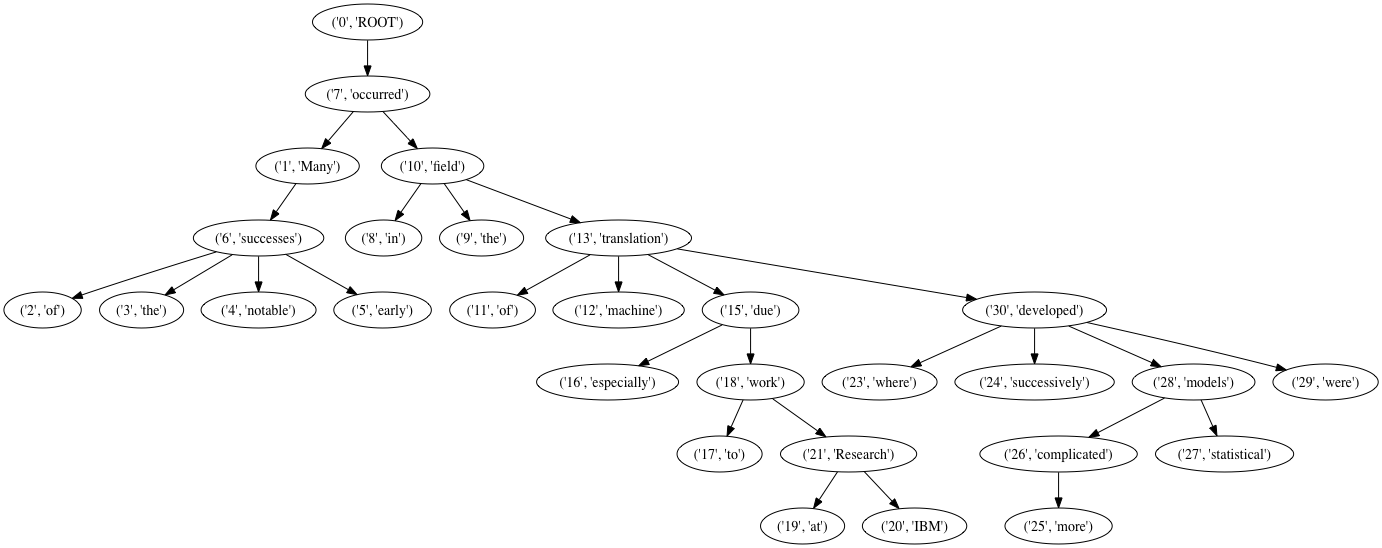 ('0', 'ROOT')
('7', 'occurred')
('1', 'Many')
('10', 'field')
('6', 'successes')
('8', 'in')
('9', 'the')
('13', 'translation')
('2', 'of')
('3', 'the')
('4', 'notable')
('5', 'early')
('11', 'of')
('12', 'machine')
('15', 'due')
('30', 'developed')
('16', 'especially')
('18', 'work')
('23', 'where')
('24', 'successively')
('28', 'models')
('29', 'were')
('17', 'to')
('21', 'Research')
('26', 'complicated')
('27', 'statistical')
('19', 'at')
('20', 'IBM')
('25', 'more')